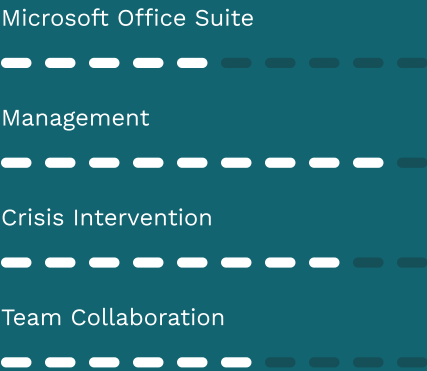 Microsoft Office Suite
Management
Crisis Intervention
Team Collaboration